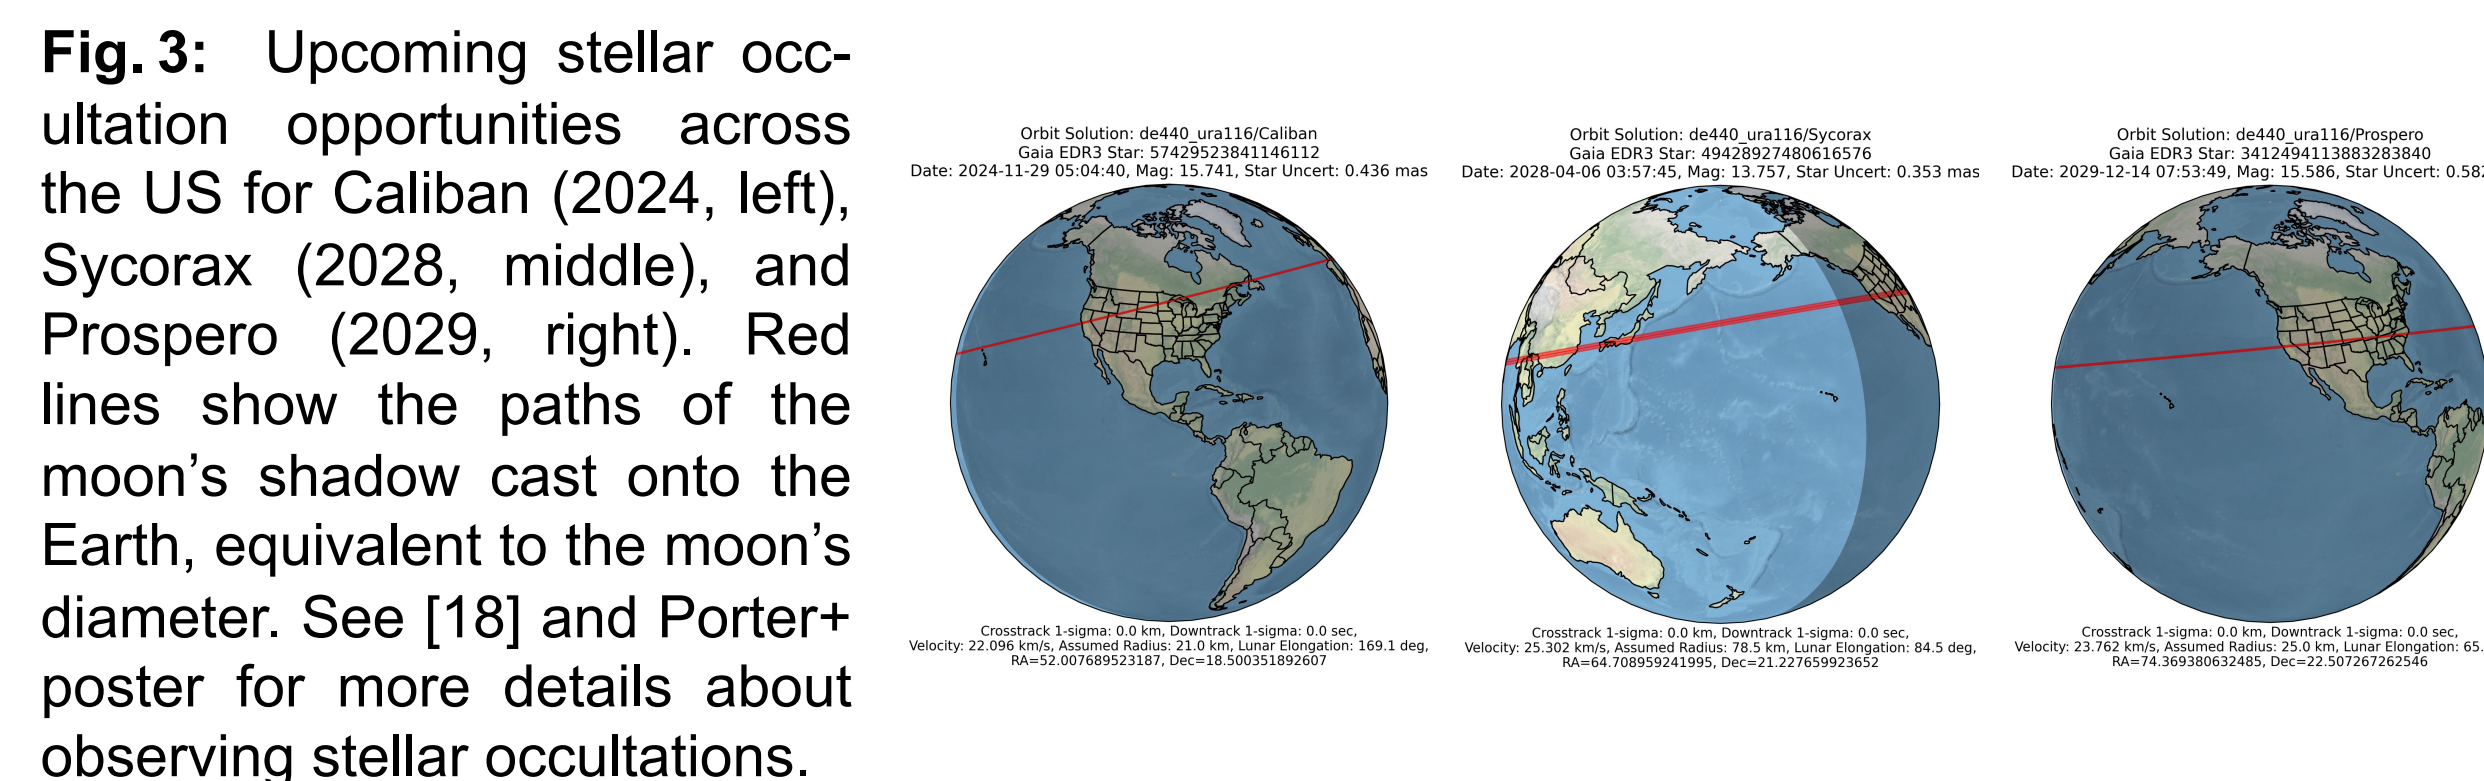 Fig. 3: Upcoming stellar occ-
ultation opportunities across
the US for Caliban (2024, left),
Sycorax (2028, middle), and
Prospero (2029, right). Red
lines show the paths of the
moon’s shadow cast onto the
Earth, equivalent to the moon’s
diameter. See [18] and Porter+
poster for more details about
observing stellar occultations.
Orbit Solution: de440_ura116/Caliban
Gaia EDR3 Star: 57429523841146112
Date: 2024-11-29 05:04:40, Mag: 15.741, Star Uncert: 0.436 mas
Crosstrack 1-sigma: 0.0 km, Downtrack 1-sigma: 0.0 sec,
Velocity: 22.096 km/s, Assumed Radius: 21.0 km, Lunar Elongation: 169.1 deg,
RA=52.007689523187, Dec=18.500351892607
Orbit Solution: de440_ura116/Sycorax
Gaia EDR3 Star: 49428927480616576
Date: 2028-04-06 03:57:45, Mag: 13.757, Star Uncert: 0.353 mas
Crosstrack 1-sigma: 0.0 km, Downtrack 1-sigma: 0.0 sec,
Velocity: 25.302 km/s, Assumed Radius: 78.5 km, Lunar Elongation: 84.5 deg,
RA=64.708959241995, Dec=21.227659923652
Orbit Solution: de440_ura116/Prospero
Gaia EDR3 Star: 3412494113883283840
Date: 2029-12-14 07:53:49, Mag: 15.586, Star Uncert: 0.582
Crosstrack 1-sigma: 0.0 km, Downtrack 1-sigma: 0.0 sec,
Velocity: 23.762 km/s, Assumed Radius: 25.0 km, Lunar Elongation: 65.
RA=74.369380632485, Dec=22.507267262546